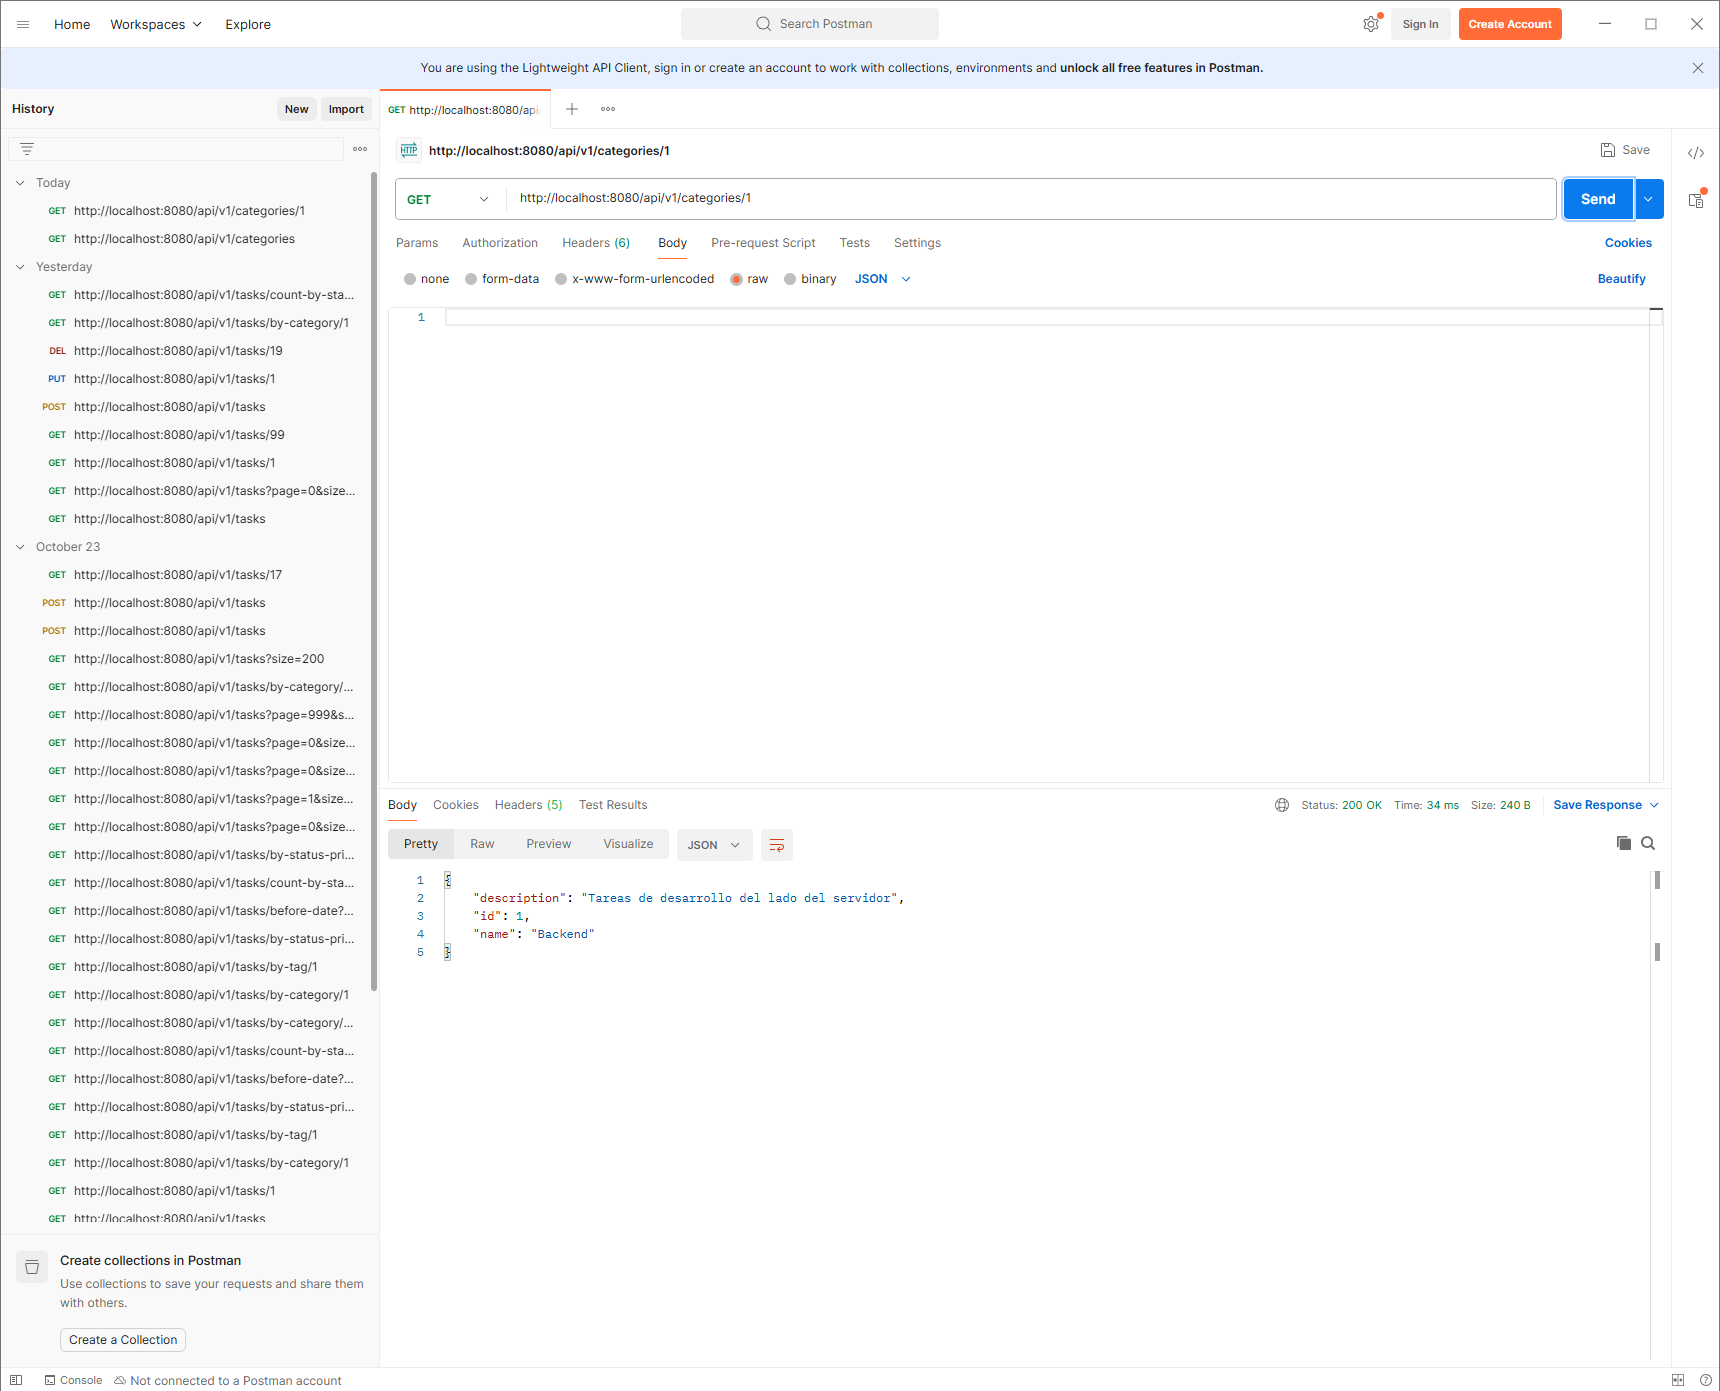 Home Workspaces Explore Search Postman Sign In Create Account
You are using the Lightweight API Client, sign in or create an account to work with collections, environments and unlock all free features in Postman.
History New Import
Today
GET http://localhost:8080/api/v1/categories/1
GET http://localhost:8080/api/v1/categories
Yesterday
GET http://localhost:8080/api/v1/tasks/count-by-sta...
GET http://localhost:8080/api/v1/tasks/by-category/1
DEL http://localhost:8080/api/v1/tasks/19
PUT http://localhost:8080/api/v1/tasks/1
POST http://localhost:8080/api/v1/tasks
GET http://localhost:8080/api/v1/tasks/99
GET http://localhost:8080/api/v1/tasks/1
GET http://localhost:8080/api/v1/tasks?page=0&size...
GET http://localhost:8080/api/v1/tasks
October 23
GET http://localhost:8080/api/v1/tasks/17
POST http://localhost:8080/api/v1/tasks
POST http://localhost:8080/api/v1/tasks
GET http://localhost:8080/api/v1/tasks?size=200
GET http://localhost:8080/api/v1/tasks/by-category/...
GET http://localhost:8080/api/v1/tasks?page=999&s...
GET http://localhost:8080/api/v1/tasks?page=0&size...
GET http://localhost:8080/api/v1/tasks?page=0&size...
GET http://localhost:8080/api/v1/tasks?page=1&size...
GET http://localhost:8080/api/v1/tasks?page=0&size...
GET http://localhost:8080/api/v1/tasks/by-status-pri...
GET http://localhost:8080/api/v1/tasks/count-by-sta...
GET http://localhost:8080/api/v1/tasks/before-date?...
GET http://localhost:8080/api/v1/tasks/by-status-pri...
GET http://localhost:8080/api/v1/tasks/by-tag/1
GET http://localhost:8080/api/v1/tasks/by-category/1
GET http://localhost:8080/api/v1/tasks/by-category/...
GET http://localhost:8080/api/v1/tasks/count-by-sta...
GET http://localhost:8080/api/v1/tasks/before-date?...
GET http://localhost:8080/api/v1/tasks/by-status-pri...
GET http://localhost:8080/api/v1/tasks/by-tag/1
GET http://localhost:8080/api/v1/tasks/by-category/1
GET http://localhost:8080/api/v1/tasks/1
GET http://localhost:8080/api/v1/tasks
Create collections in Postman
Use collections to save your requests and share them
with others.
Create a Collection
GET http://localhost:8080/api/
HTTP http://localhost:8080/api/v1/categories/1 Save
GET http://localhost:8080/api/v1/categories/1 Send
Params Authorization Headers (6) Body Pre-request Script Tests Settings Cookies
none form-data x-www-form-urlencoded raw binary JSON Beautify
1
Body Cookies Headers (5) Test Results Status: 200 OK Time: 34 ms Size: 240 B Save Response
Pretty Raw Preview Visualize JSON
1 {
2 "description": "Tareas de desarrollo del lado del servidor",
3 "id": 1,
4 "name": "Backend"
5 }
Console Not connected to a Postman account